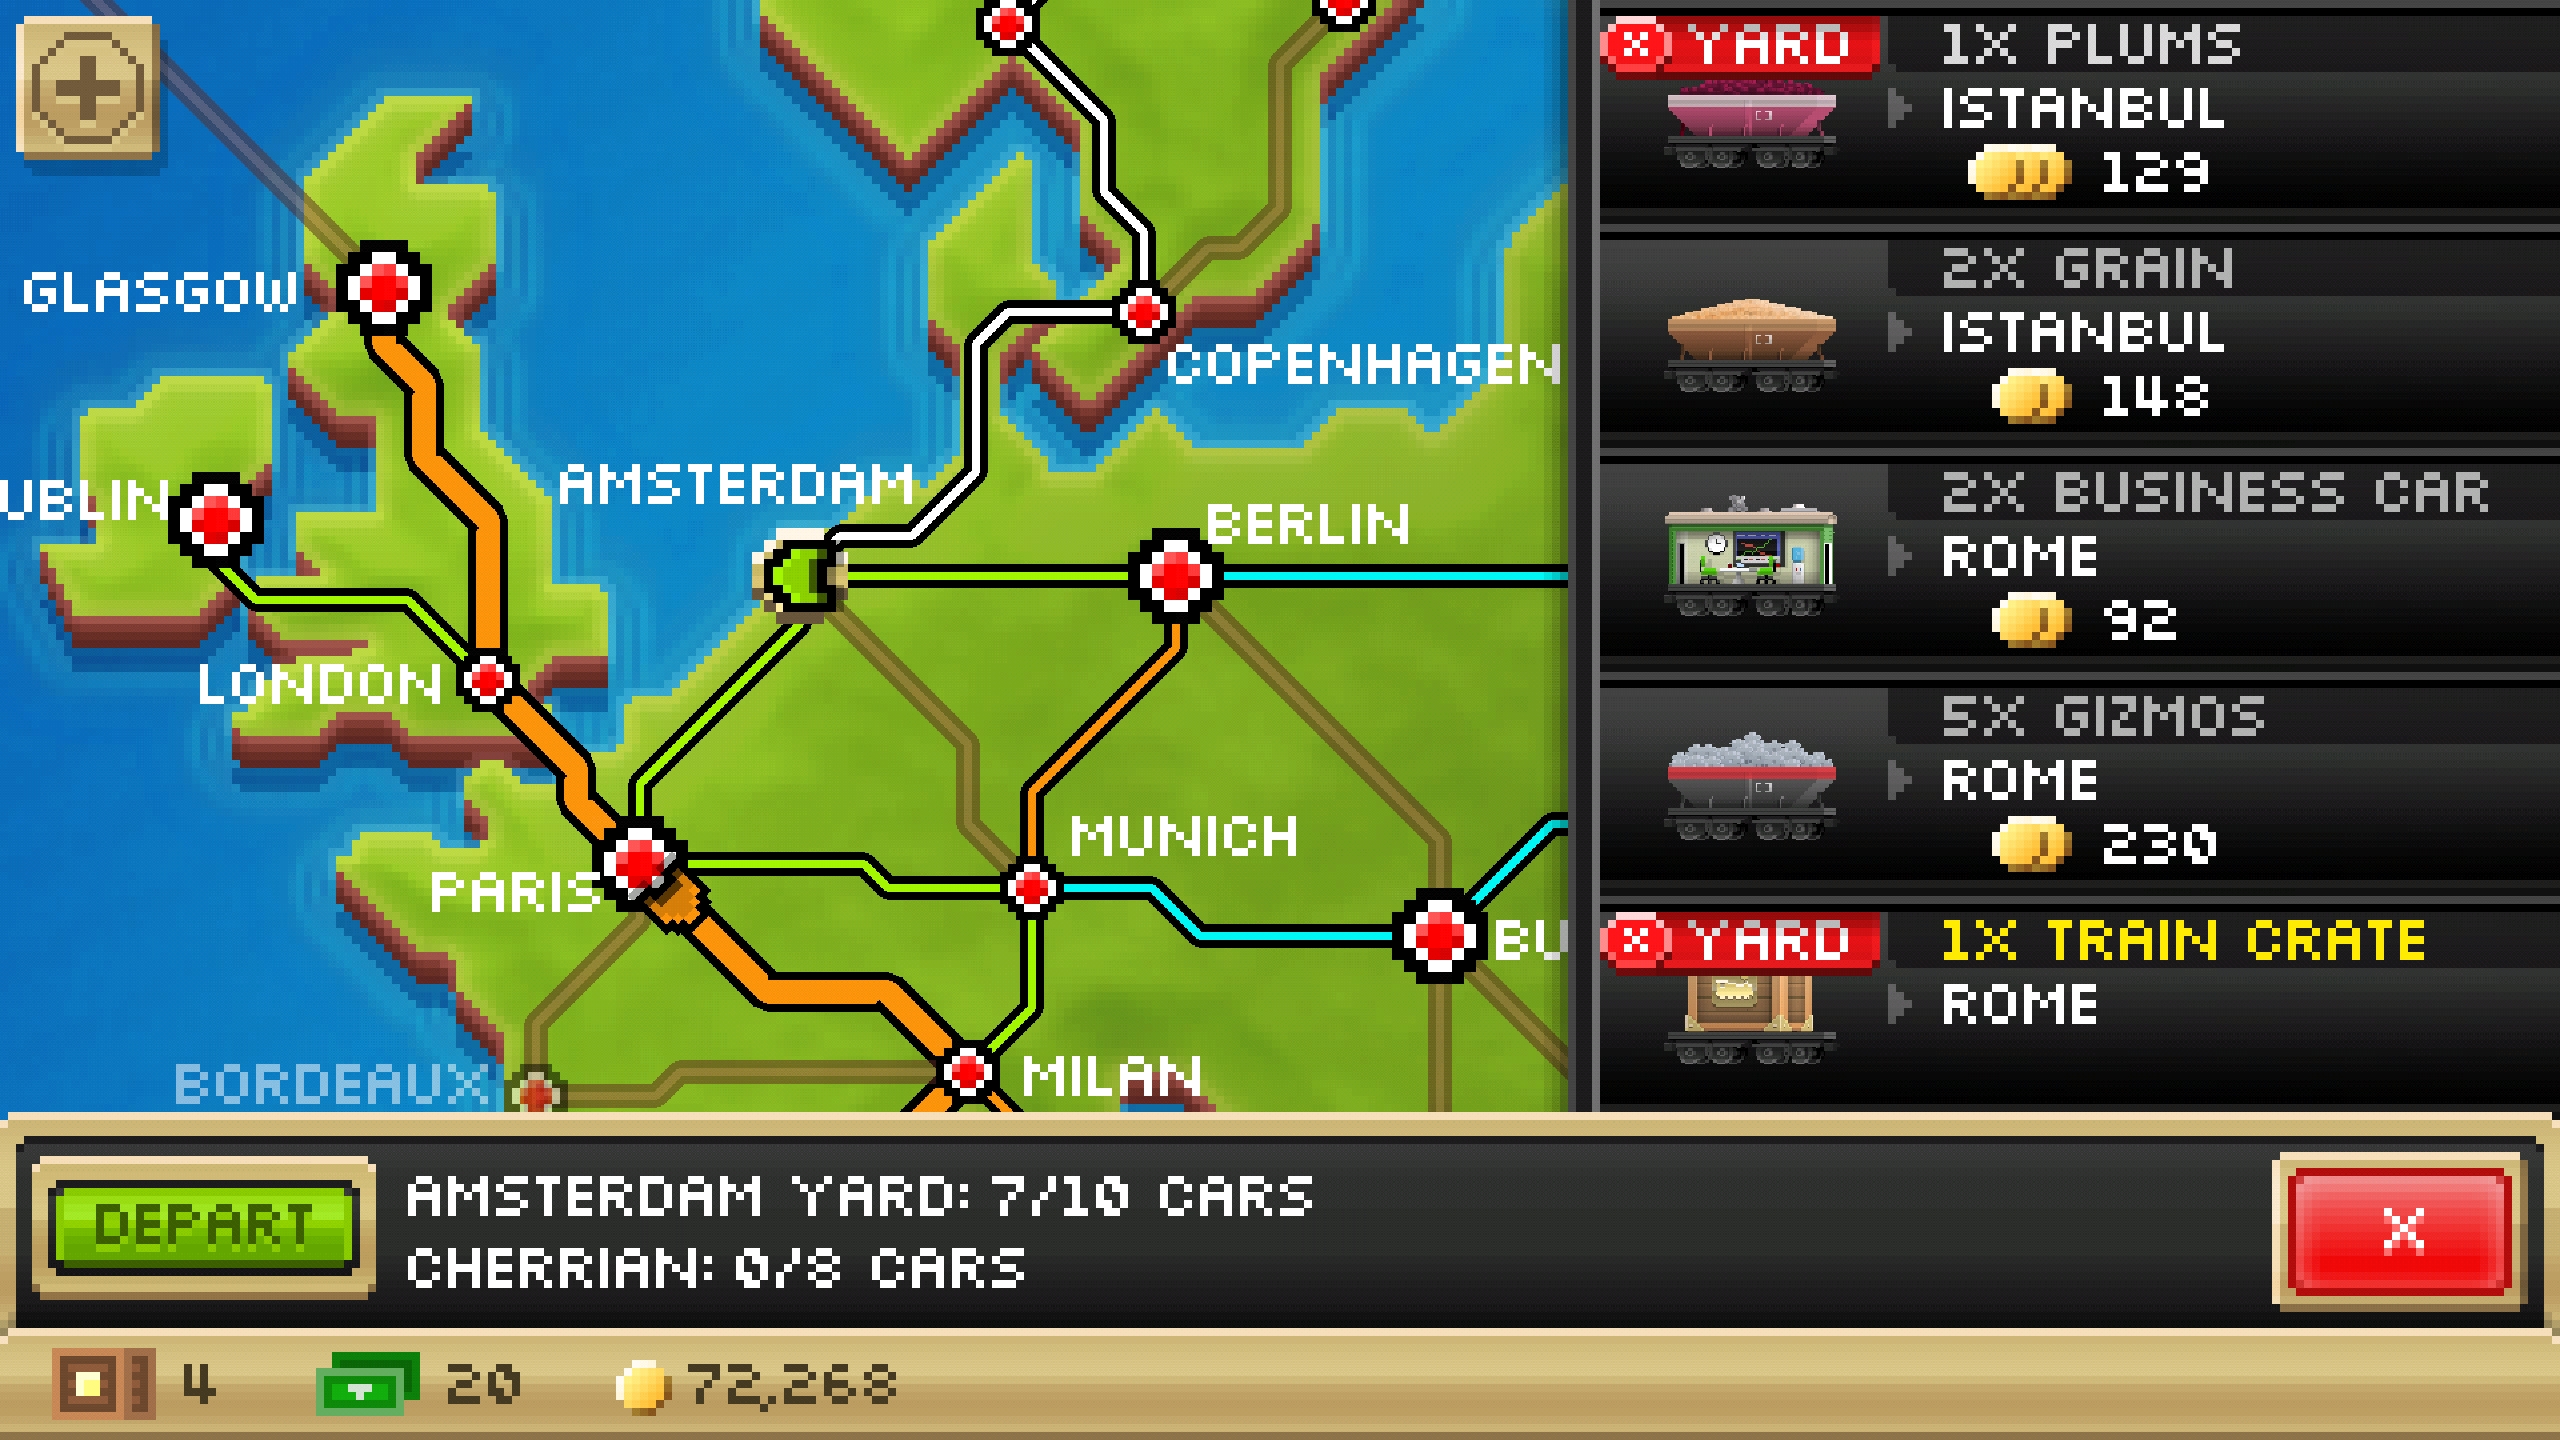 GLASGOW
UBLIN
AMSTERDAM
COPENHAGEN
BERLIN
LONDON
MUNICH
PARIS
BU
BORDEAUX
MILAN
X YARD
1X PLUMS
ISTANBUL
129
2X GRAIN
ISTANBUL
148
2X BUSINESS CAR
ROME
92
5X GIZMOS
ROME
230
X YARD
1X TRAIN CRATE
ROME
DEPART
AMSTERDAM YARD: 7/10 CARS
CHERRIAN: 0/8 CARS
X
4
20
72,268